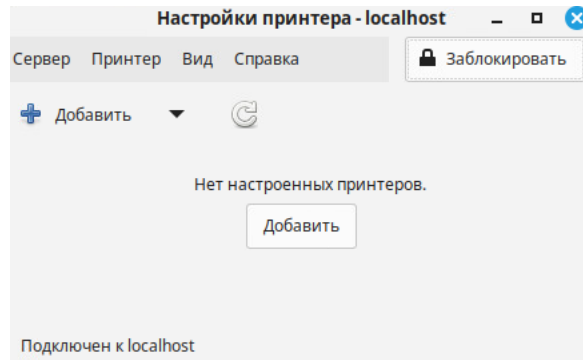 Настройки принтера - localhost
Сервер Принтер Вид Справка Заблокировать
Добавить
Нет настроенных принтеров.
Добавить
Подключен к localhost